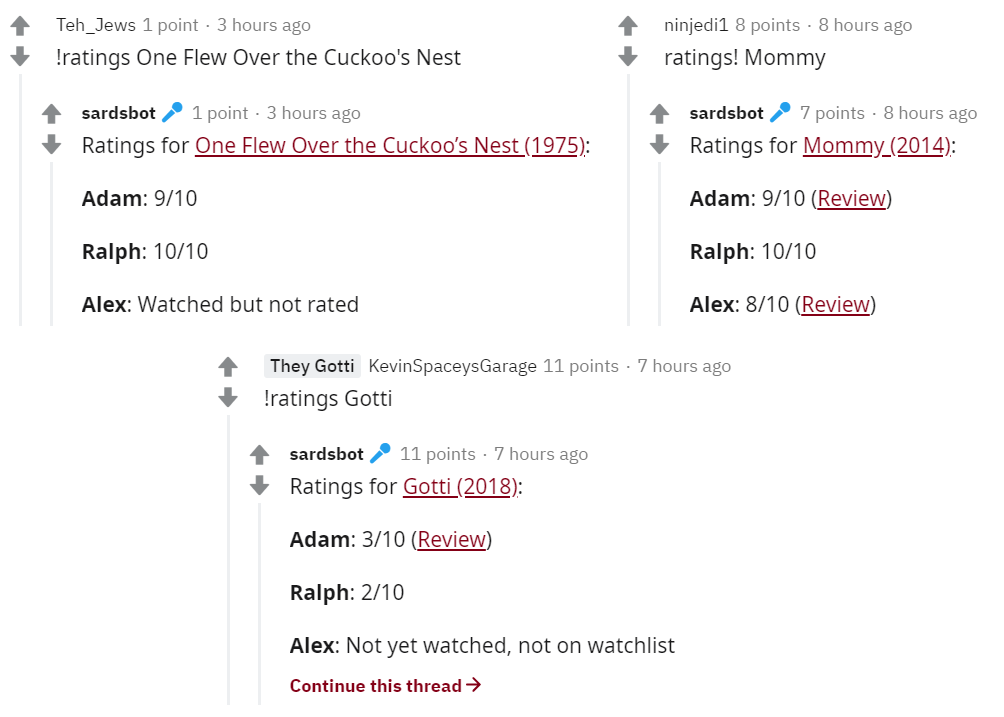 Teh_Jews 1 point · 3 hours ago
!ratings One Flew Over the Cuckoo's Nest
sardsbot 1 point · 3 hours ago
Ratings for One Flew Over the Cuckoo’s Nest (1975):
Adam: 9/10
Ralph: 10/10
Alex: Watched but not rated
ninjedi1 8 points · 8 hours ago
ratings! Mommy
sardsbot 7 points · 8 hours ago
Ratings for Mommy (2014):
Adam: 9/10 (Review)
Ralph: 10/10
Alex: 8/10 (Review)
They Gotti KevinSpaceysGarage 11 points · 7 hours ago
!ratings Gotti
sardsbot 11 points · 7 hours ago
Ratings for Gotti (2018):
Adam: 3/10 (Review)
Ralph: 2/10
Alex: Not yet watched, not on watchlist
Continue this thread →